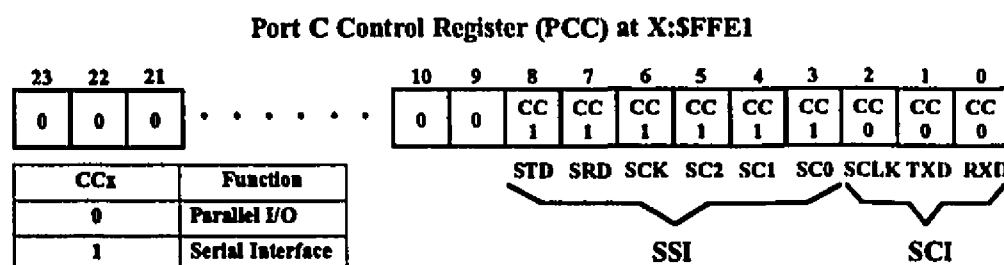 Port C Control Register (PCC) at X:$FFE1
23 22 21 10 9 8 7 6 5 4 3 2 1 0
0 0 0 · · · · · · 0 0 CC CC CC CC CC CC CC CC CC
1 1 1 1 1 1 0 0 0
STD SRD SCK SC2 SC1 SC0 SCLK TXD RXD
CCx Function
0 Parallel I/O
1 Serial Interface
SSI SCI